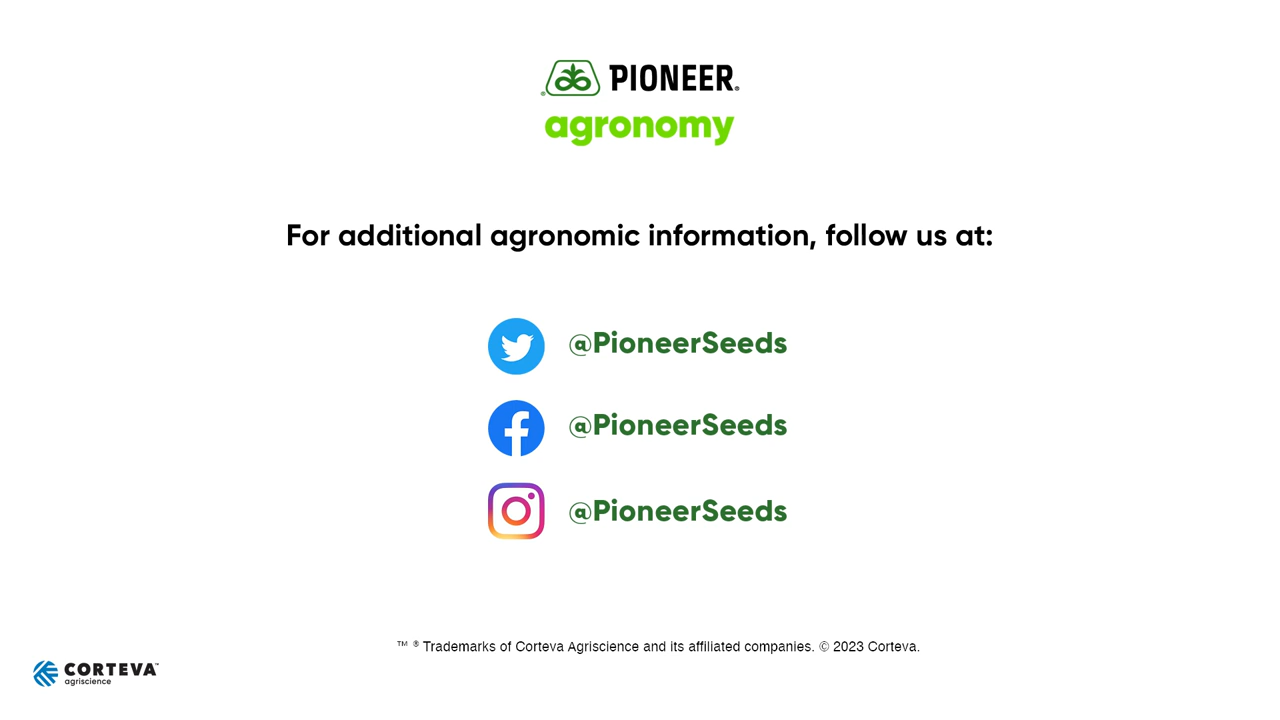 PIONEER®
agronomy
For additional agronomic information, follow us at:
@PioneerSeeds
@PioneerSeeds
@PioneerSeeds
™ ® Trademarks of Corteva Agriscience and its affiliated companies. © 2023 Corteva.
CORTEVA™
agriscience